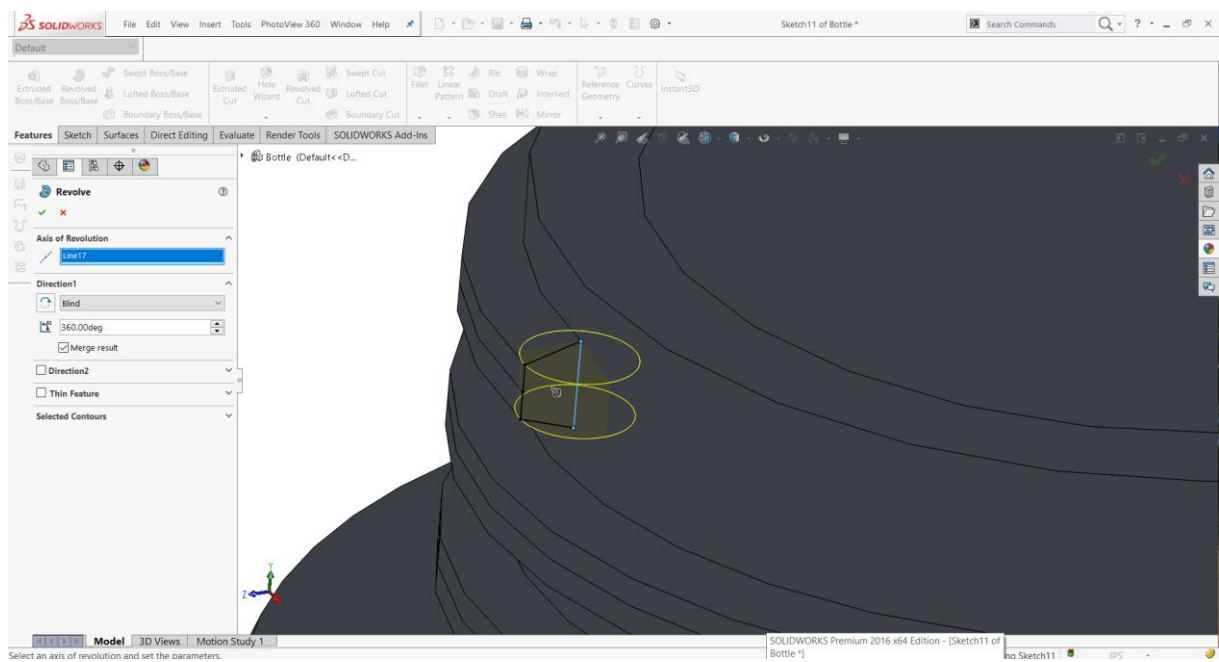 SOLIDWORKS File Edit View Insert Tools PhotoView 360 Window Help Sketch11 of Bottle * Search Commands ?
Default
Extruded Boss/Base
Revolved Boss/Base
Swept Boss/Base
Lofted Boss/Base
Boundary Boss/Base
Extruded Cut
Hole Wizard
Revolved Cut
Swept Cut
Lofted Cut
Boundary Cut
Fillet
Linear Pattern
Rib
Draft
Shell
Wrap
Intersect
Mirror
Reference Geometry
Curves
Instant3D
Features Sketch Surfaces Direct Editing Evaluate Render Tools SOLIDWORKS Add-Ins
Bottle (Default<<D...
Revolve
Axis of Revolution
Line17
Direction1
Blind
360.00deg
Merge result
Direction2
Thin Feature
Selected Contours
Y
Z
Model 3D Views Motion Study 1
Select an axis of revolution and set the parameters.
SOLIDWORKS Premium 2016 x64 Edition - [Sketch11 of
Bottle *]
ng Sketch11 IPS -